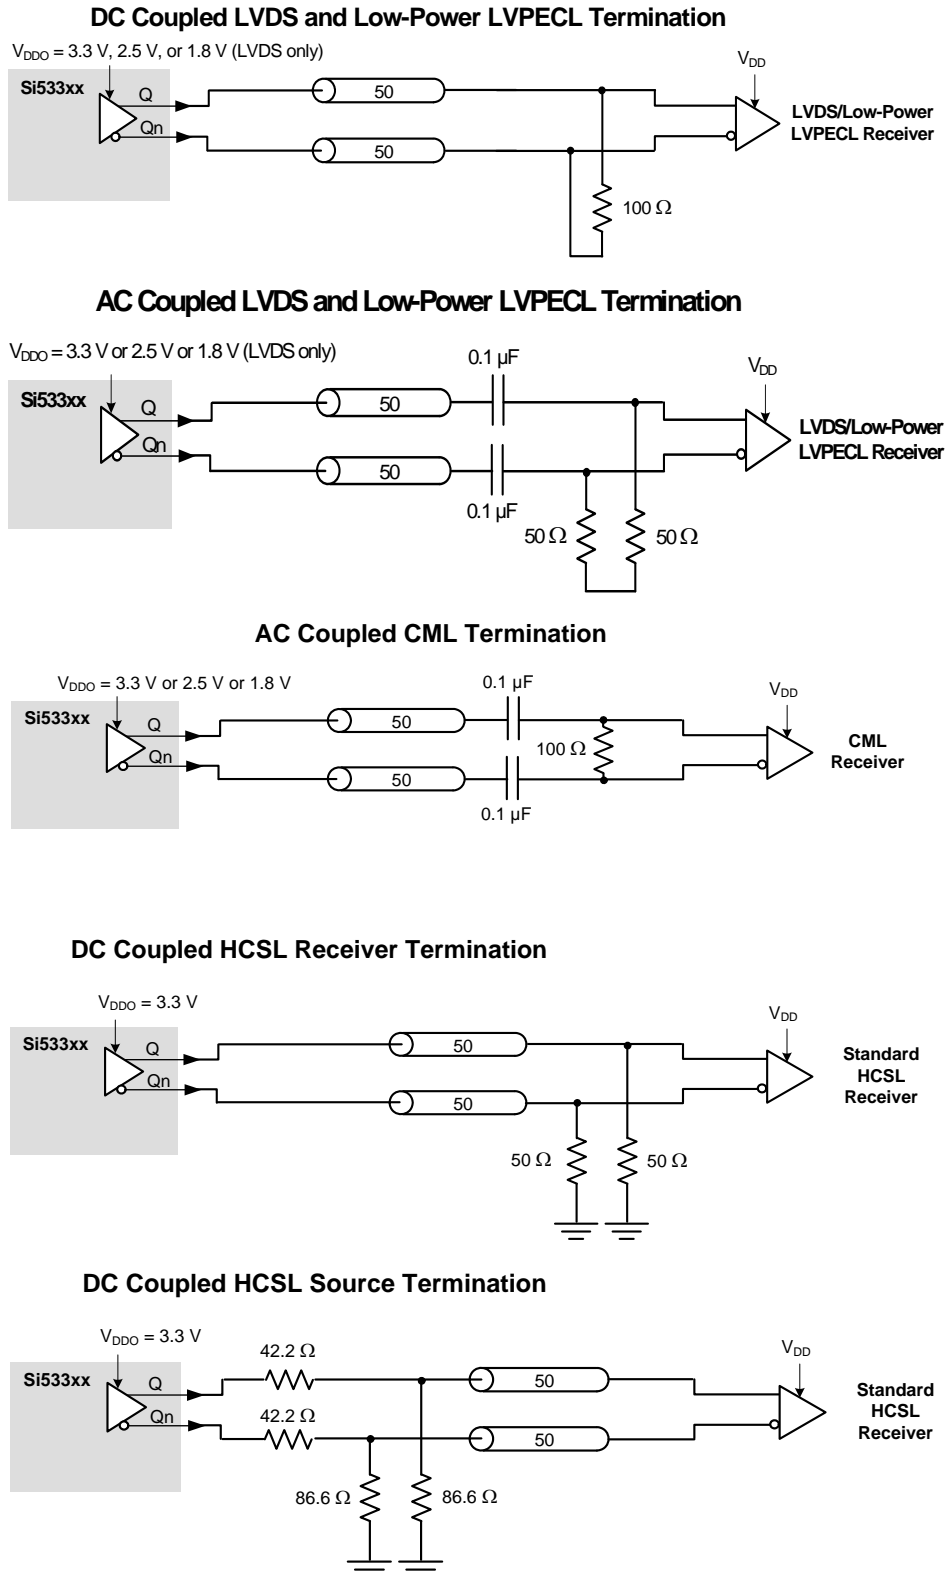 DC Coupled LVDS and Low-Power LVPECL Termination
VDDO = 3.3 V, 2.5 V, or 1.8 V (LVDS only)
VDD
Si533xx
Q
50
Qn
50
LVDS/Low-Power
LVPECL Receiver
100 Ω
AC Coupled LVDS and Low-Power LVPECL Termination
VDDO = 3.3 V or 2.5 V or 1.8 V (LVDS only)
0.1 µF
VDD
Si533xx
Q
50
Qn
50
LVDS/Low-Power
LVPECL Receiver
0.1 µF
50 Ω
50 Ω
AC Coupled CML Termination
VDDO = 3.3 V or 2.5 V or 1.8 V
0.1 µF
VDD
Si533xx
Q
50
Qn
50
100 Ω
CML
Receiver
0.1 µF
DC Coupled HCSL Receiver Termination
VDDO = 3.3 V
VDD
Si533xx
Q
50
Qn
50
Standard
HCSL
Receiver
50 Ω
50 Ω
DC Coupled HCSL Source Termination
VDDO = 3.3 V
42.2 Ω
VDD
Si533xx
Q
50
Qn
42.2 Ω
50
Standard
HCSL
Receiver
86.6 Ω
86.6 Ω